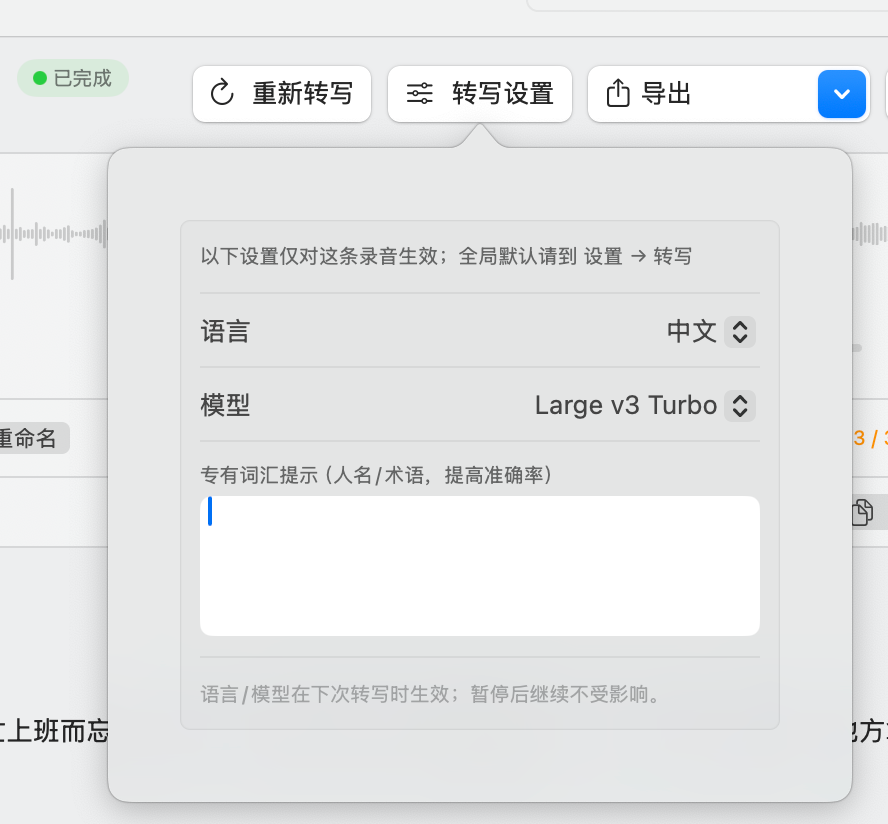 已完成
重新转写
转写设置
导出
以下设置仅对这条录音生效；全局默认请到 设置 → 转写
语言
中文
模型
Large v3 Turbo
重命名
3 /
专有词汇提示（人名/术语，提高准确率）
语言/模型在下次转写时生效；暂停后继续不受影响。
上班而忘
方